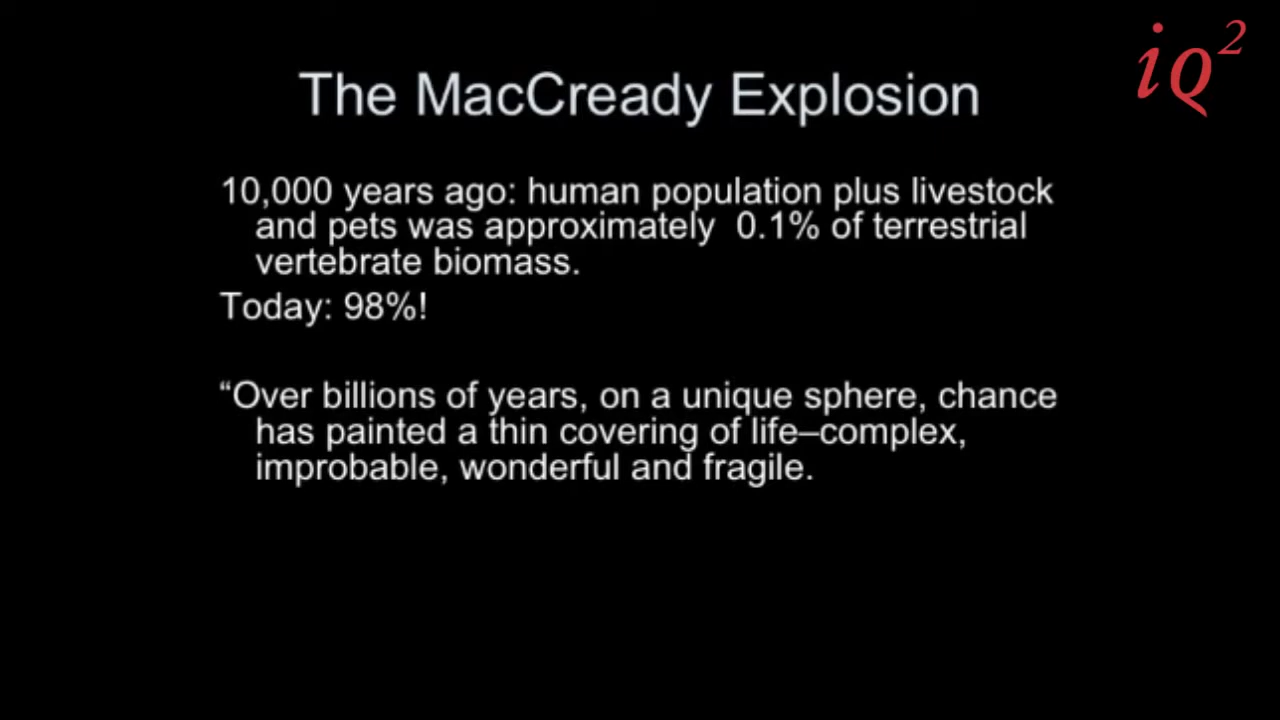 iq²
The MacCready Explosion
10,000 years ago: human population plus livestock
and pets was approximately  0.1% of terrestrial
vertebrate biomass.
Today: 98%!
“Over billions of years, on a unique sphere, chance
has painted a thin covering of life–complex,
improbable, wonderful and fragile.